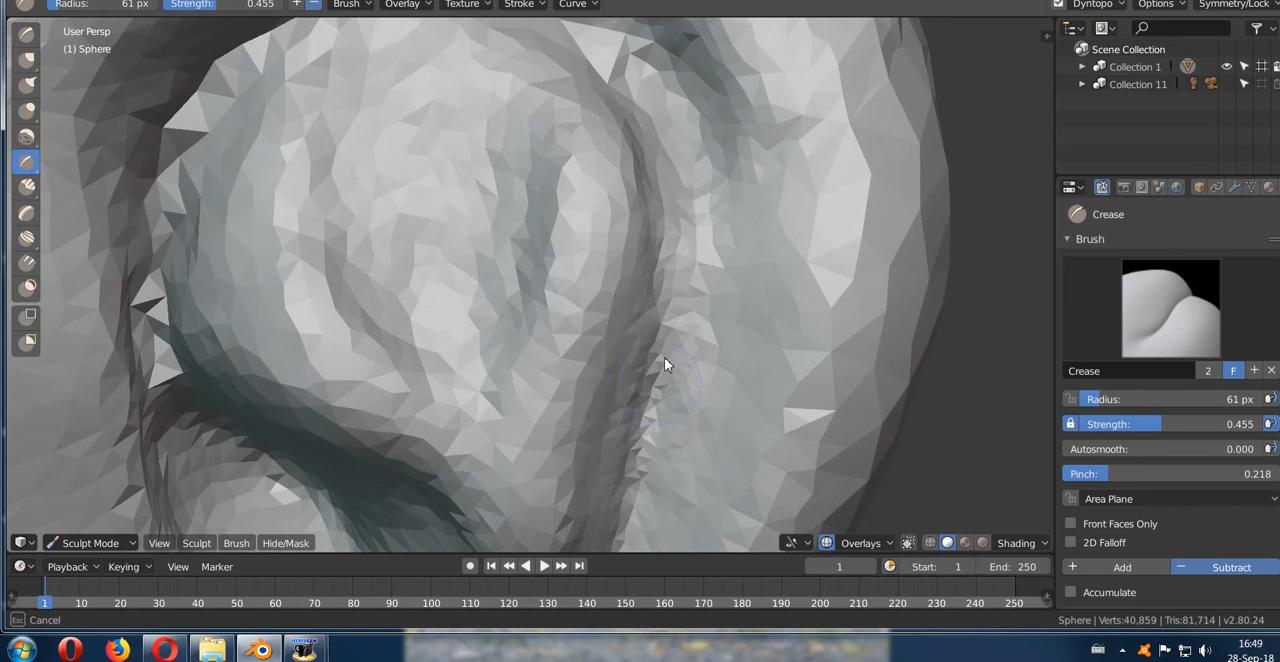 Radius: 61 px Strength: 0.455 + − Brush Overlay Texture Stroke Curve Dyntopo Options Symmetry/Lock
User Persp
(1) Sphere
Scene Collection
Collection 1
Collection 11
Crease
Brush
Crease 2 F + ✕
Radius: 61 px
Strength: 0.455
Autosmooth: 0.000
Pinch: 0.218
Area Plane
Front Faces Only
2D Falloff
+ Add − Subtract
Accumulate
Sculpt Mode View Sculpt Brush Hide/Mask Overlays Shading
Playback Keying View Marker 1 Start: 1 End: 250
1 10 20 30 40 50 60 70 80 90 100 110 120 130 140 150 160 170 180 190 200 210 220 230 240 250
Esc Cancel Sphere | Verts:40,859 | Tris:81,714 | v2.80.24
16:49
28-Sep-18